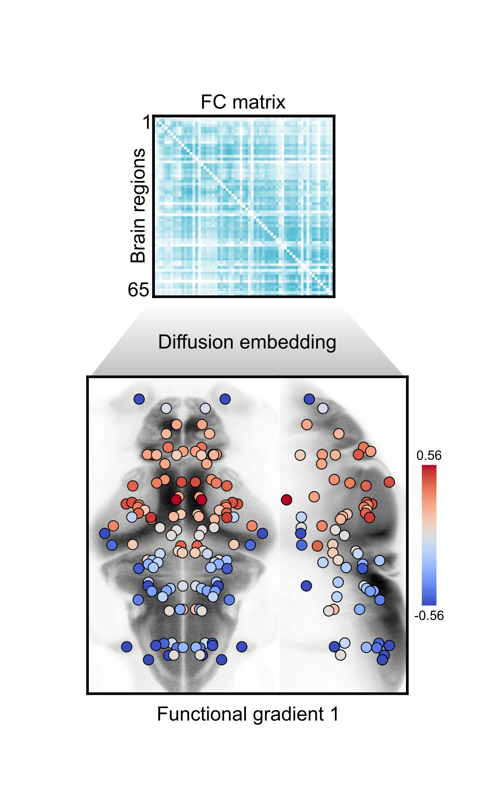 FC matrix
1
Brain regions
65
Diffusion embedding
0.56
-0.56
Functional gradient 1